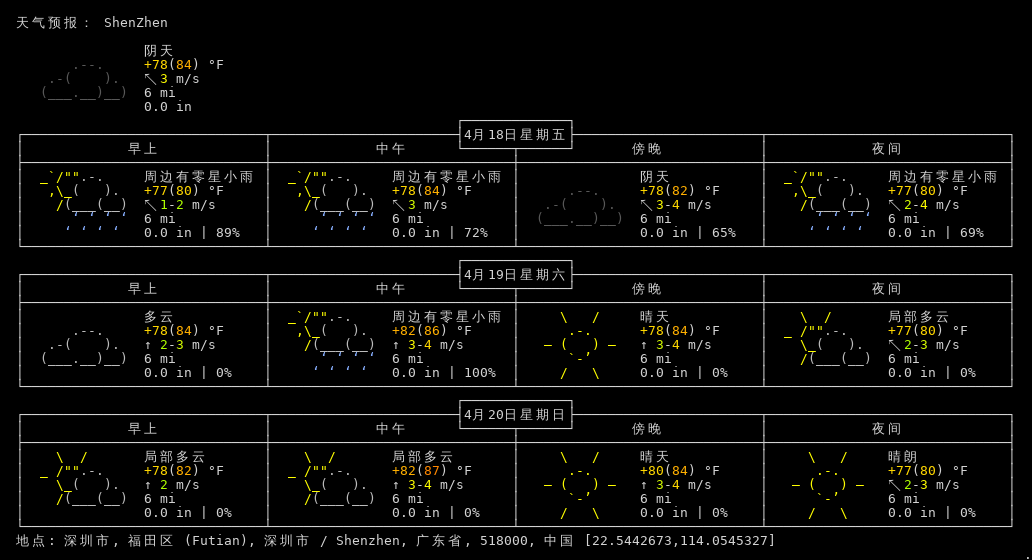 天气预报： ShenZhen
阴天
+78(84) °F
↖3 m/s
6 mi
0.0 in
4月18日星期五
早上 中午 傍晚 夜间
周边有零星小雨 周边有零星小雨 阴天 周边有零星小雨
+77(80) °F +78(84) °F +78(82) °F +77(80) °F
↖1-2 m/s ↖3 m/s ↖3-4 m/s ↖2-4 m/s
6 mi 6 mi 6 mi 6 mi
0.0 in | 89% 0.0 in | 72% 0.0 in | 65% 0.0 in | 69%
4月19日星期六
早上 中午 傍晚 夜间
多云 周边有零星小雨 晴天 局部多云
+78(84) °F +82(86) °F +78(84) °F +77(80) °F
↑ 2-3 m/s ↑ 3-4 m/s ↑ 3-4 m/s ↖2-3 m/s
6 mi 6 mi 6 mi 6 mi
0.0 in | 0% 0.0 in | 100% 0.0 in | 0% 0.0 in | 0%
4月20日星期日
早上 中午 傍晚 夜间
局部多云 局部多云 晴天 晴朗
+78(82) °F +82(87) °F +80(84) °F +77(80) °F
↑ 2 m/s ↑ 3-4 m/s ↑ 3-4 m/s ↖2-3 m/s
6 mi 6 mi 6 mi 6 mi
0.0 in | 0% 0.0 in | 0% 0.0 in | 0% 0.0 in | 0%
地点: 深圳市, 福田区 (Futian), 深圳市 / Shenzhen, 广东省, 518000, 中国 [22.5442673,114.0545327]